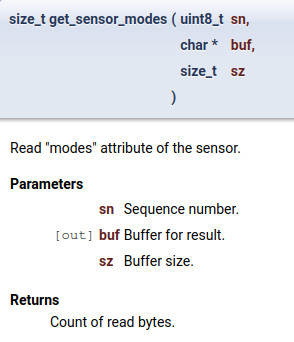 size_t get_sensor_modes ( uint8_t sn,
char * buf,
size_t sz
)
Read "modes" attribute of the sensor.
Parameters
sn Sequence number.
[out] buf Buffer for result.
sz Buffer size.
Returns
Count of read bytes.